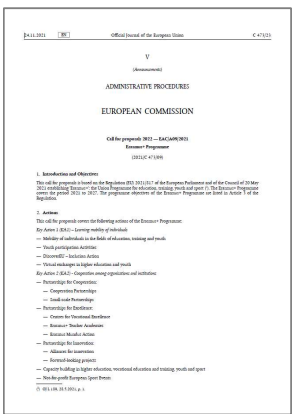 24.11.2021 EN Official Journal of the European Union C 473/23
V
(Announcements)
ADMINISTRATIVE PROCEDURES
EUROPEAN COMMISSION
Call for proposals 2022 — EAC/A09/2021
Erasmus+ Programme
(2021/C 473/09)
1. Introduction and Objectives
This call for proposals is based on the Regulation (EU) 2021/817 of the European Parliament and of the Council of 20 May
2021 establishing ‘Erasmus+’: the Union Programme for education, training, youth and sport (¹). The Erasmus+ Programme
covers the period 2021 to 2027. The programme objectives of the Erasmus+ Programme are listed in Article 3 of the
Regulation.
2. Actions
This call for proposals covers the following actions of the Erasmus+ Programme:
Key Action 1 (KA1) – Learning mobility of individuals
— Mobility of individuals in the fields of education, training and youth
— Youth participation Activities
— DiscoverEU – Inclusion Action
— Virtual exchanges in higher education and youth
Key Action 2 (KA2) – Cooperation among organisations and institutions
— Partnerships for Cooperation:
— Cooperation Partnerships
— Small-scale Partnerships
— Partnerships for Excellence:
— Centres for Vocational Excellence
— Erasmus+ Teacher Academies
— Erasmus Mundus Action
— Partnerships for Innovation:
— Alliances for Innovation
— Forward-looking projects
— Capacity building in higher education, vocational education and training, youth and sport
— Not-for-profit European Sport Events
(¹) OJ L 189, 28.5.2021, p. 1.